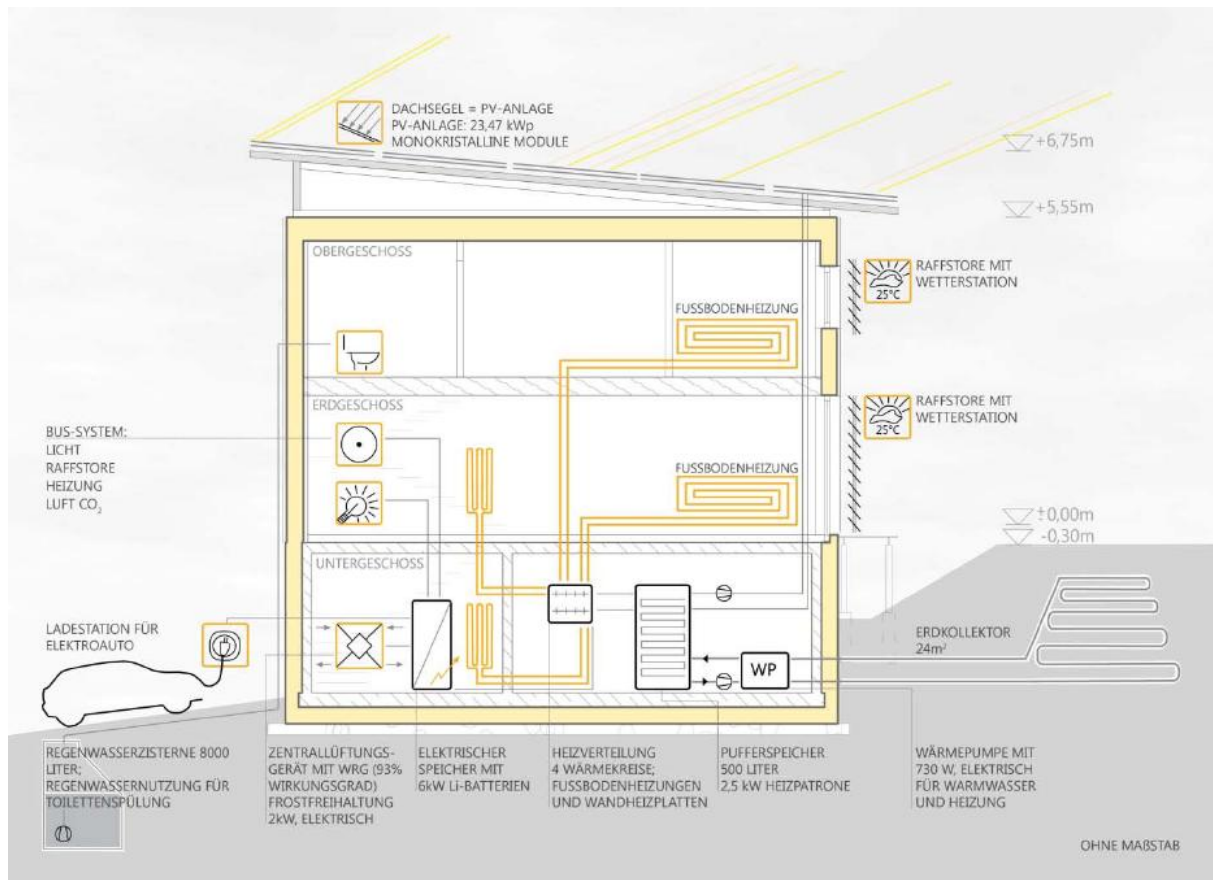 DACHSEGEL = PV-ANLAGE
PV-ANLAGE: 23,47 kWp
MONOKRISTALLINE MODULE
+6,75m
+5,55m
OBERGESCHOSS
RAFFSTORE MIT
WETTERSTATION
25°C
FUSSBODENHEIZUNG
ERDGESCHOSS
RAFFSTORE MIT
WETTERSTATION
25°C
BUS-SYSTEM:
LICHT
RAFFSTORE
HEIZUNG
LUFT CO₂
FUSSBODENHEIZUNG
±0,00m
-0,30m
UNTERGESCHOSS
LADESTATION FÜR
ELEKTROAUTO
ERDKOLLEKTOR
24m²
WP
REGENWASSERZISTERNE 8000
LITER;
REGENWASSERNUTZUNG FÜR
TOILETTENSPÜLUNG
ZENTRALLÜFTUNGS-
GERÄT MIT WRG (93%
WIRKUNGSGRAD)
FROSTFREIHALTUNG
2kW, ELEKTRISCH
ELEKTRISCHER
SPEICHER MIT
6kW Li-BATTERIEN
HEIZVERTEILUNG
4 WÄRMEKREISE;
FUSSBODENHEIZUNGEN
UND WANDHEIZPLATTEN
PUFFERSPEICHER
500 LITER
2,5 kW HEIZPATRONE
WÄRMEPUMPE MIT
730 W, ELEKTRISCH
FÜR WARMWASSER
UND HEIZUNG
OHNE MAßSTAB